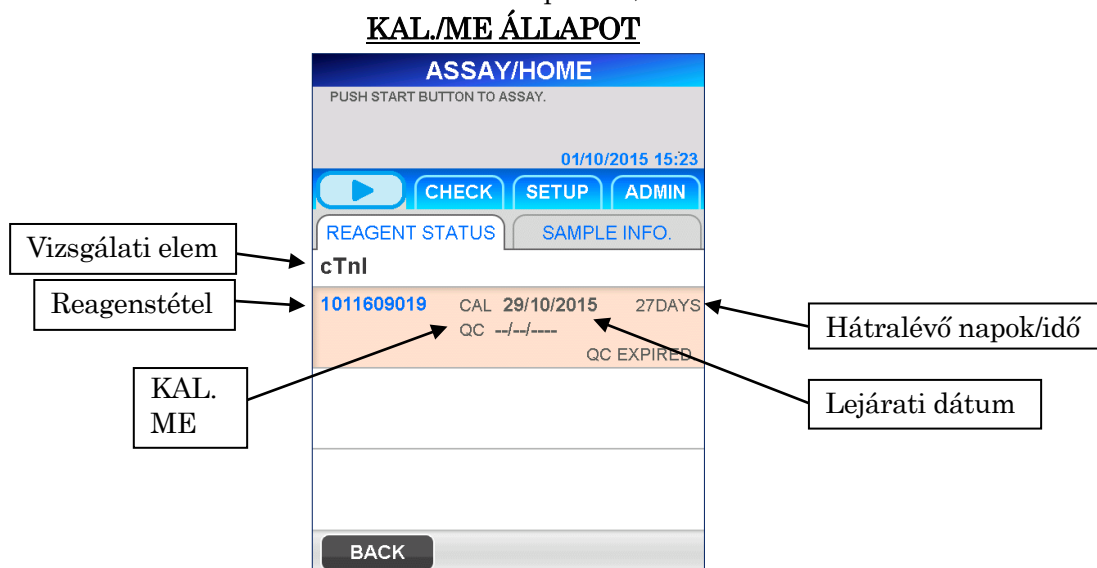 KAL./ME ÁLLAPOT
ASSAY/HOME
PUSH START BUTTON TO ASSAY.
01/10/2015 15:23
CHECK SETUP ADMIN
REAGENT STATUS SAMPLE INFO.
Vizsgálati elem
cTnI
Reagenstétel
1011609019 CAL 29/10/2015 27DAYS
QC --/--/----
QC EXPIRED
Hátralévő napok/idő
KAL.
ME
Lejárati dátum
BACK